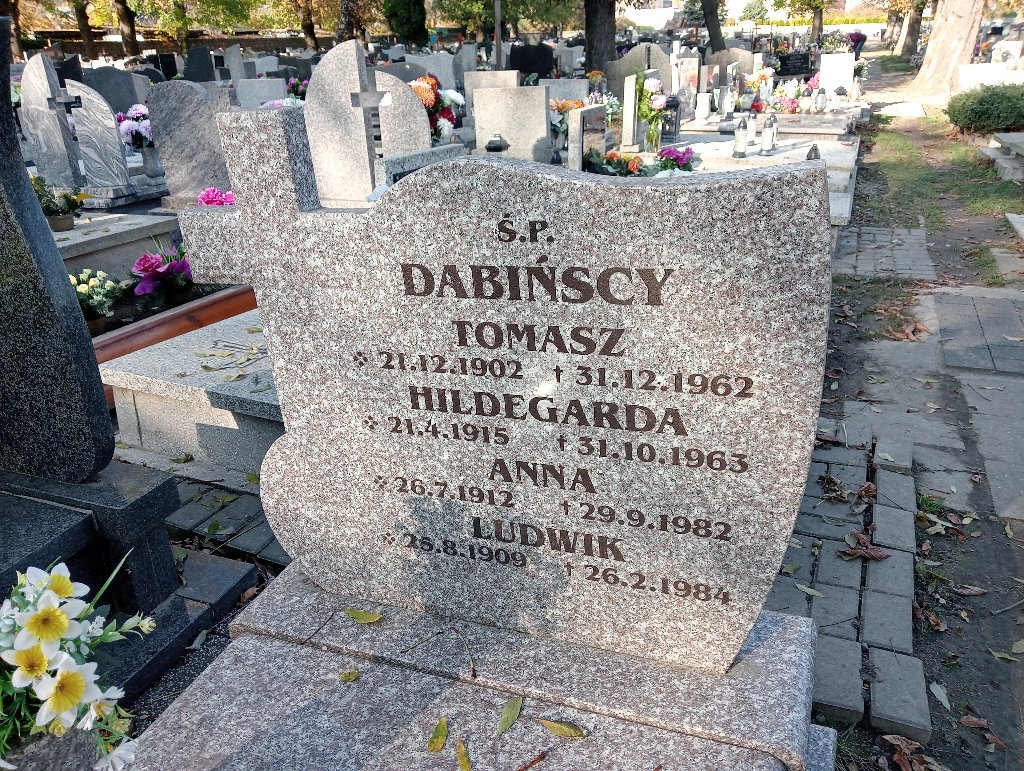 Ś.P.
DABIŃSCY
TOMASZ
21.12.1902 † 31.12.1962
HILDEGARDA
21.4.1915 † 31.10.1963
ANNA
26.7.1912 † 29.9.1982
LUDWIK
28.8.1909 † 26.2.1984